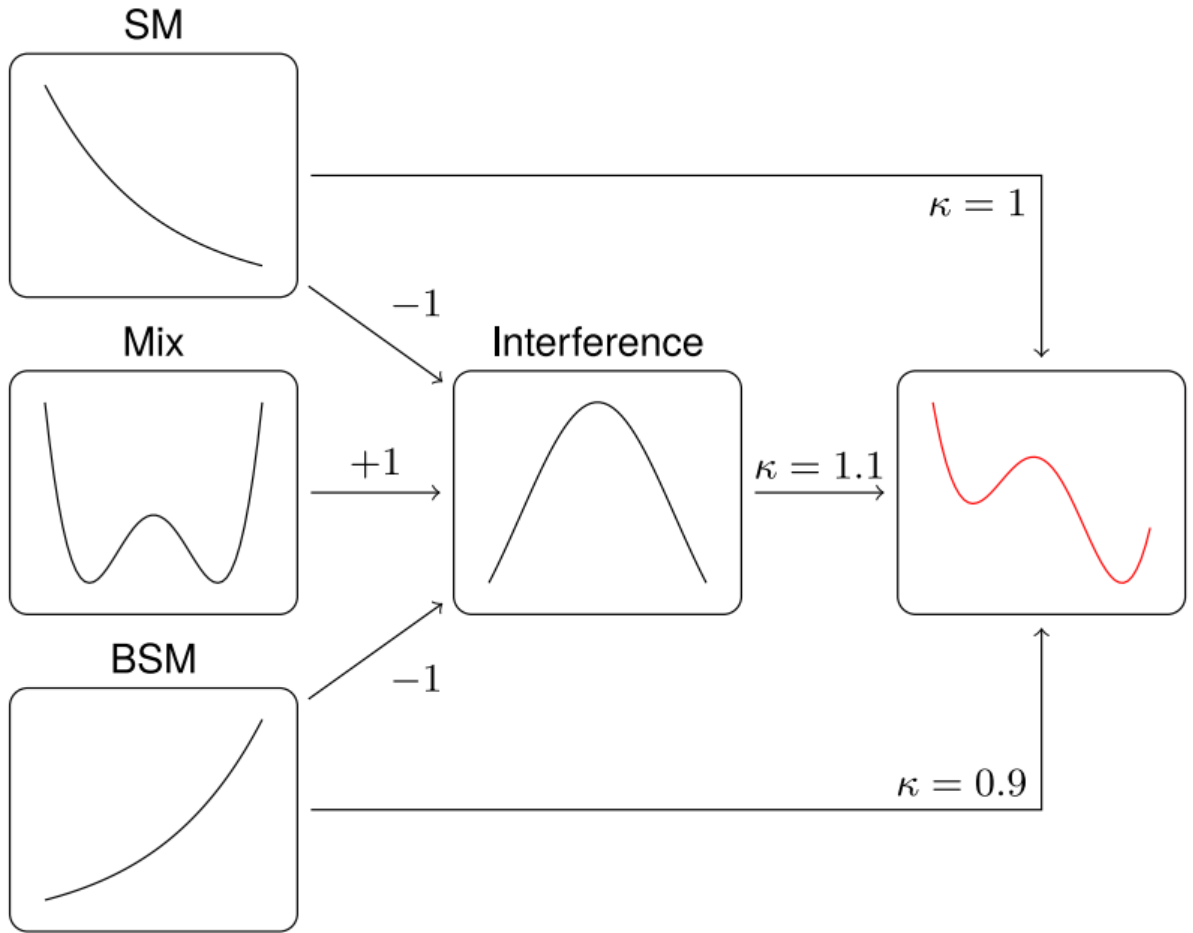 SM
κ = 1
−1
Mix
Interference
+1
κ = 1.1
BSM
−1
κ = 0.9